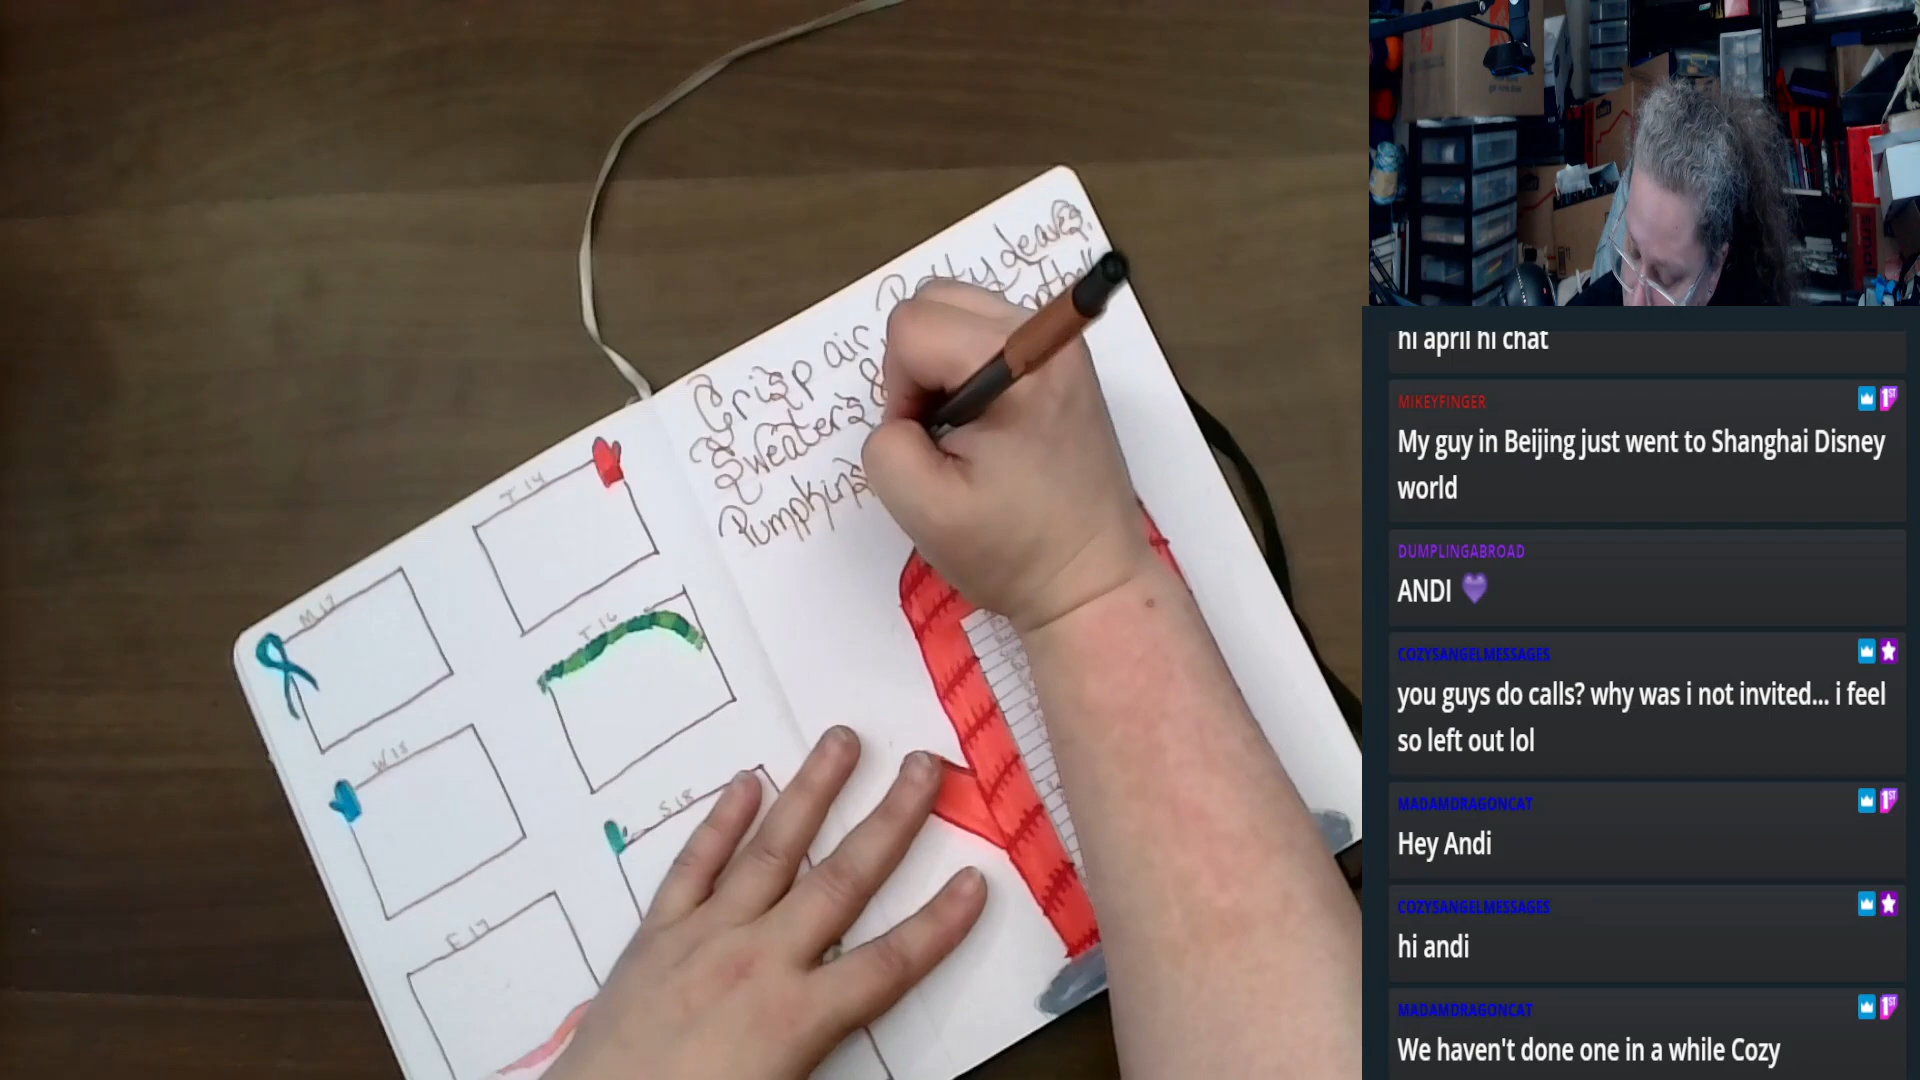 Crisp air
Sweaters &
Pumpkins
T 14
M 13
T 16
W 15
S 18
F 17
hi april hi chat
MIKEYFINGER
My guy in Beijing just went to Shanghai Disney
world
DUMPLINGABROAD
ANDI
COZYSANGELMESSAGES
you guys do calls? why was i not invited... i feel
so left out lol
MADAMDRAGONCAT
Hey Andi
COZYSANGELMESSAGES
hi andi
MADAMDRAGONCAT
We haven't done one in a while Cozy